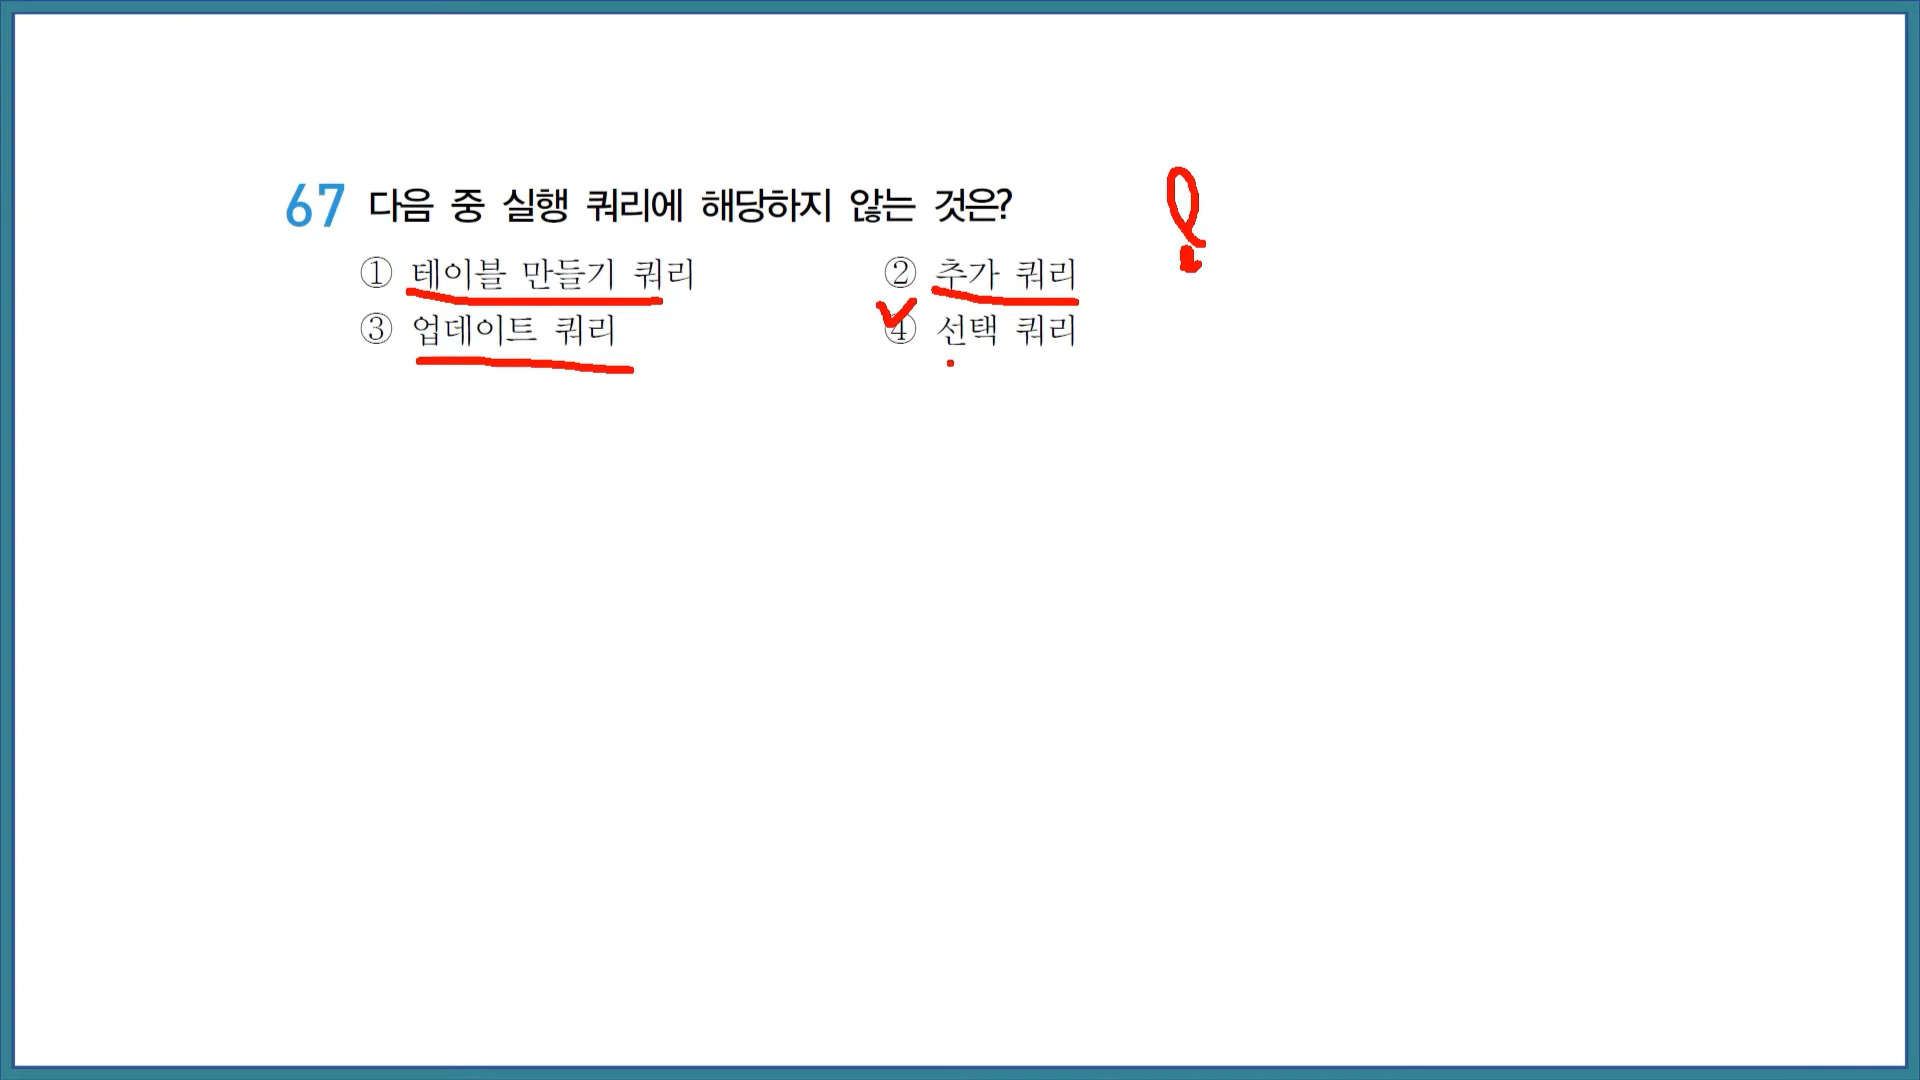 67 다음 중 실행 쿼리에 해당하지 않는 것은?
① 테이블 만들기 쿼리 ② 추가 쿼리
③ 업데이트 쿼리 ④ 선택 쿼리